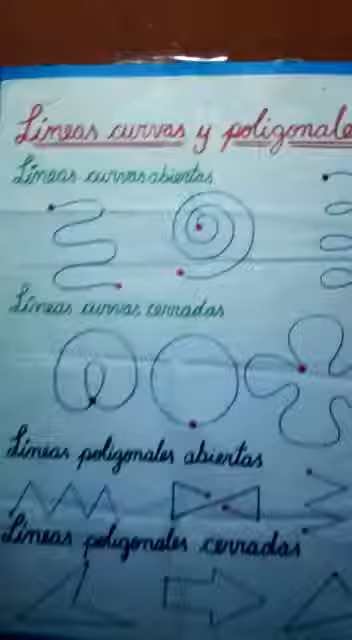 Líneas curvas y poligonale
Líneas curvas abiertas
Líneas curvas cerradas
Líneas poligonales abiertas
Líneas poligonales cerradas